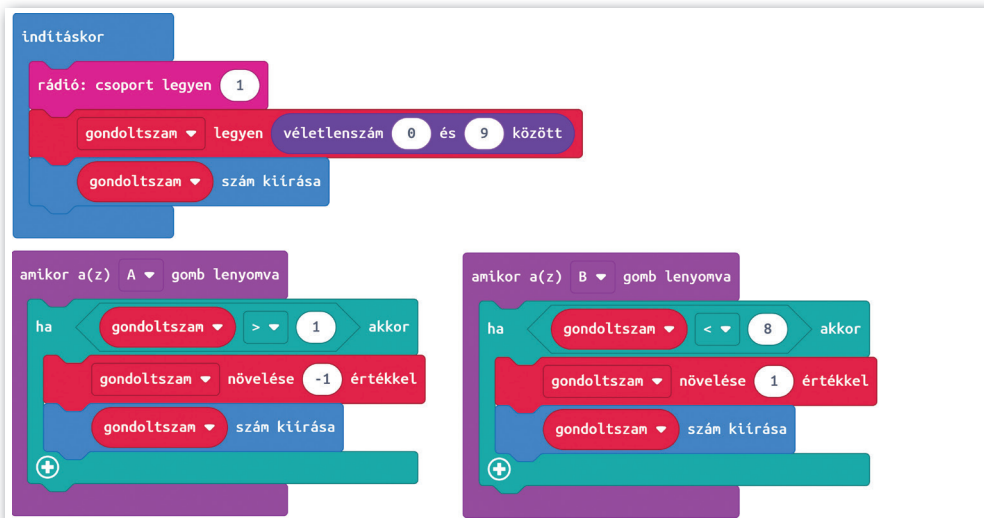 indításkor
rádió: csoport legyen 1
gondoltszam legyen véletlenszám 0 és 9 között
gondoltszam szám kiírása
amikor a(z) A gomb lenyomva
ha gondoltszam > 1 akkor
gondoltszam növelése -1 értékkel
gondoltszam szám kiírása
amikor a(z) B gomb lenyomva
ha gondoltszam < 8 akkor
gondoltszam növelése 1 értékkel
gondoltszam szám kiírása